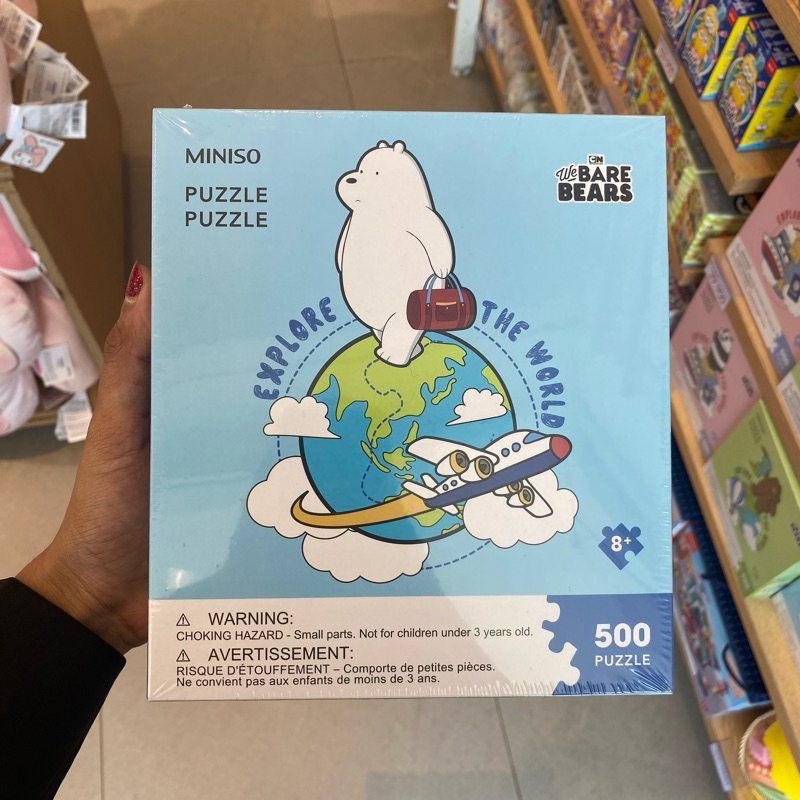 MINISO
PUZZLE
PUZZLE
CN
We BARE
BEARS
EXPLORE THE WORLD
8+
⚠ WARNING:
CHOKING HAZARD - Small parts. Not for children under 3 years old.
⚠ AVERTISSEMENT:
RISQUE D'ÉTOUFFEMENT – Comporte de petites pièces.
Ne convient pas aux enfants de moins de 3 ans.
500
PUZZLE